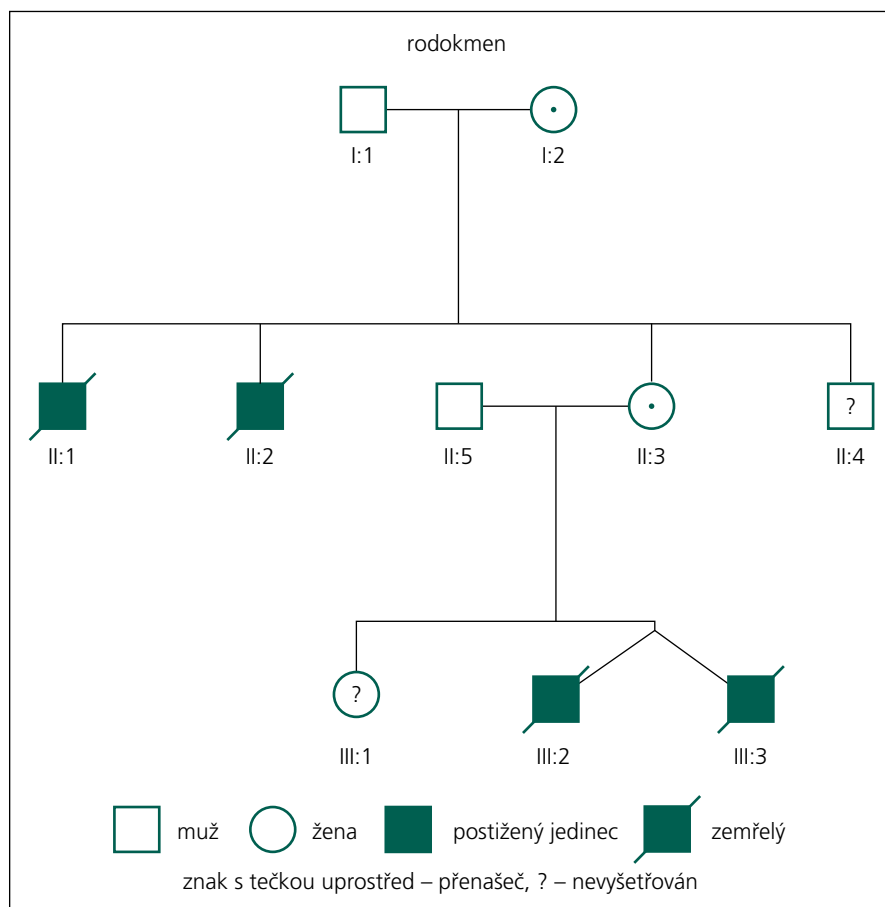 rodokmen
I:1 I:2
II:1 II:2 II:5 II:3 ? II:4
? III:1 III:2 III:3
muž žena postižený jedinec zemřelý
znak s tečkou uprostřed – přenašeč, ? – nevyšetřován